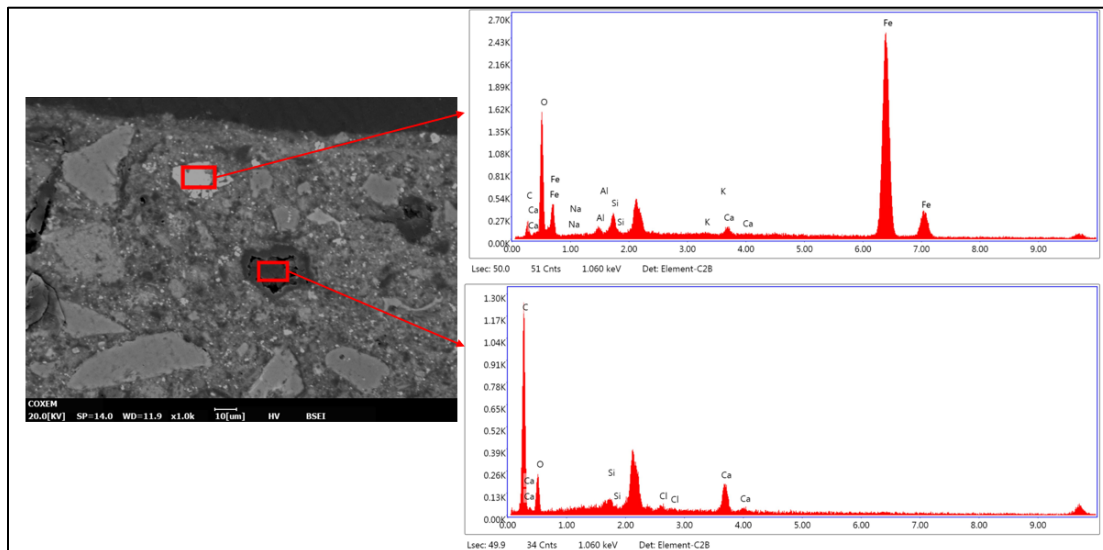 COXEM
20.0[KV] SP=14.0 WD=11.9 x1.0k 10[um] HV BSEI
2.70K
2.43K
2.16K
1.89K
1.62K
1.35K
1.08K
0.81K
0.54K
0.27K
0.00K
0.00 1.00 2.00 3.00 4.00 5.00 6.00 7.00 8.00 9.00
C
Ca
Ca
O
Fe
Fe
Na
Na
Al
Al
Si
Si
K
K
Ca
Ca
Fe
Fe
Lsec: 50.0 51 Cnts 1.060 keV Det: Element-C2B
1.30K
1.17K
1.04K
0.91K
0.78K
0.65K
0.52K
0.39K
0.26K
0.13K
0.00K
0.00 1.00 2.00 3.00 4.00 5.00 6.00 7.00 8.00 9.00
C
Ca
Ca
O
Si
Si
Cl
Cl
Ca
Ca
Lsec: 49.9 34 Cnts 1.060 keV Det: Element-C2B